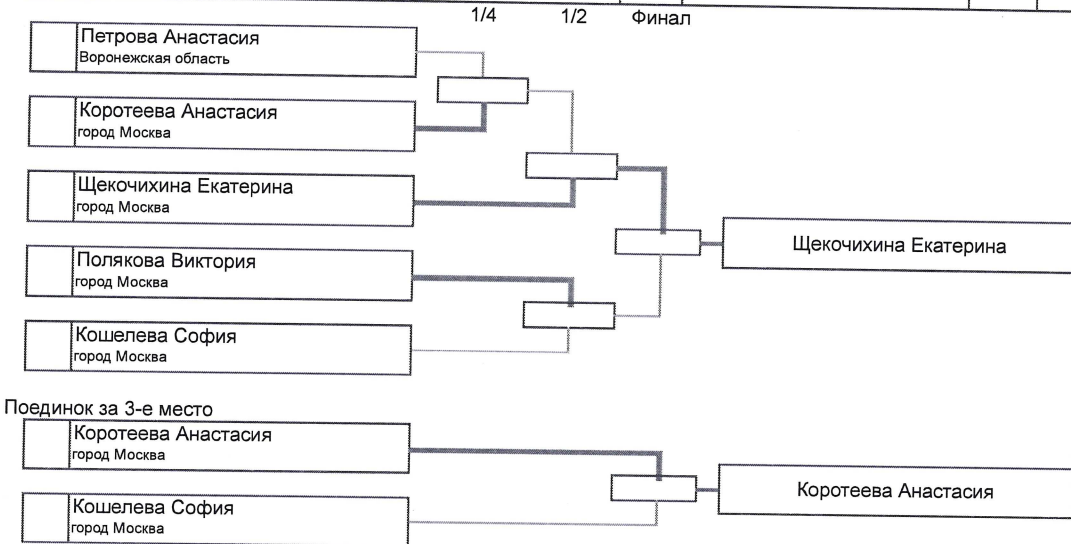 1/4 1/2 Финал
Петрова Анастасия
Воронежская область
Коротеева Анастасия
город Москва
Щекочихина Екатерина
город Москва
Щекочихина Екатерина
Полякова Виктория
город Москва
Кошелева София
город Москва
Поединок за 3-е место
Коротеева Анастасия
город Москва
Коротеева Анастасия
Кошелева София
город Москва